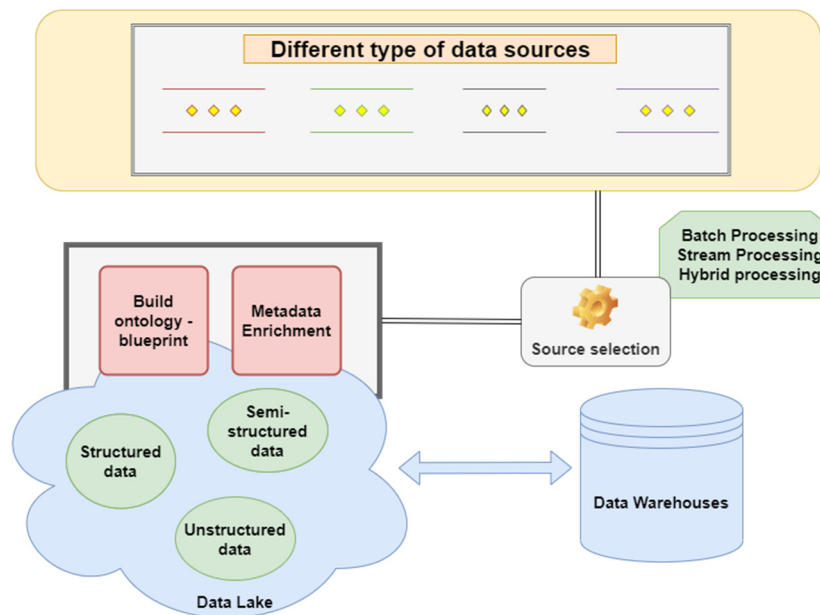 Different type of data sources
Batch Processing
Stream Processing
Hybrid processing
Build
ontology -
blueprint
Metadata
Enrichment
Source selection
Semi-
structured
data
Structured
data
Unstructured
data
Data Warehouses
Data Lake